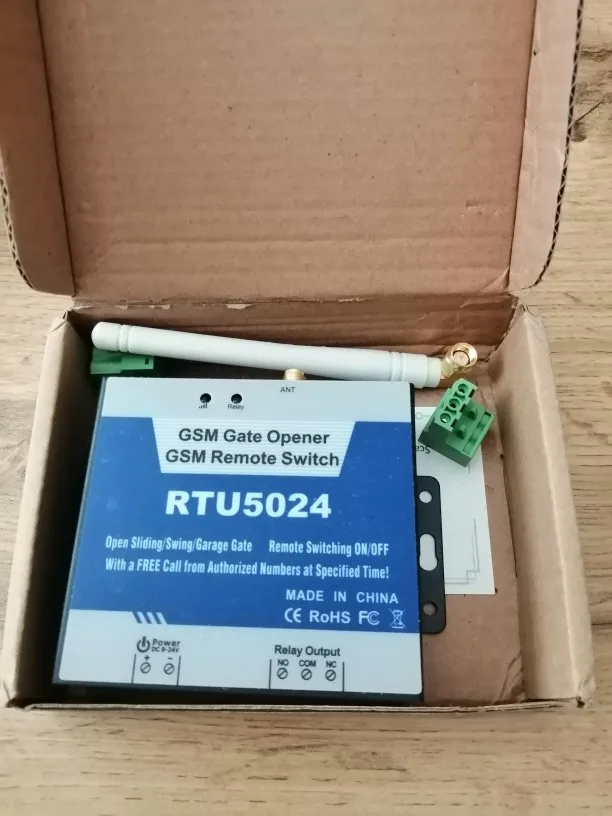 ANT
Relay
GSM Gate Opener
GSM Remote Switch
RTU5024
Open Sliding/Swing/Garage Gate Remote Switching ON/OFF
With a FREE Call from Authorized Numbers at Specified Time!
MADE IN CHINA
CE RoHS FC
Power
DC 9-24V
+ -
Relay Output
NO COM NC